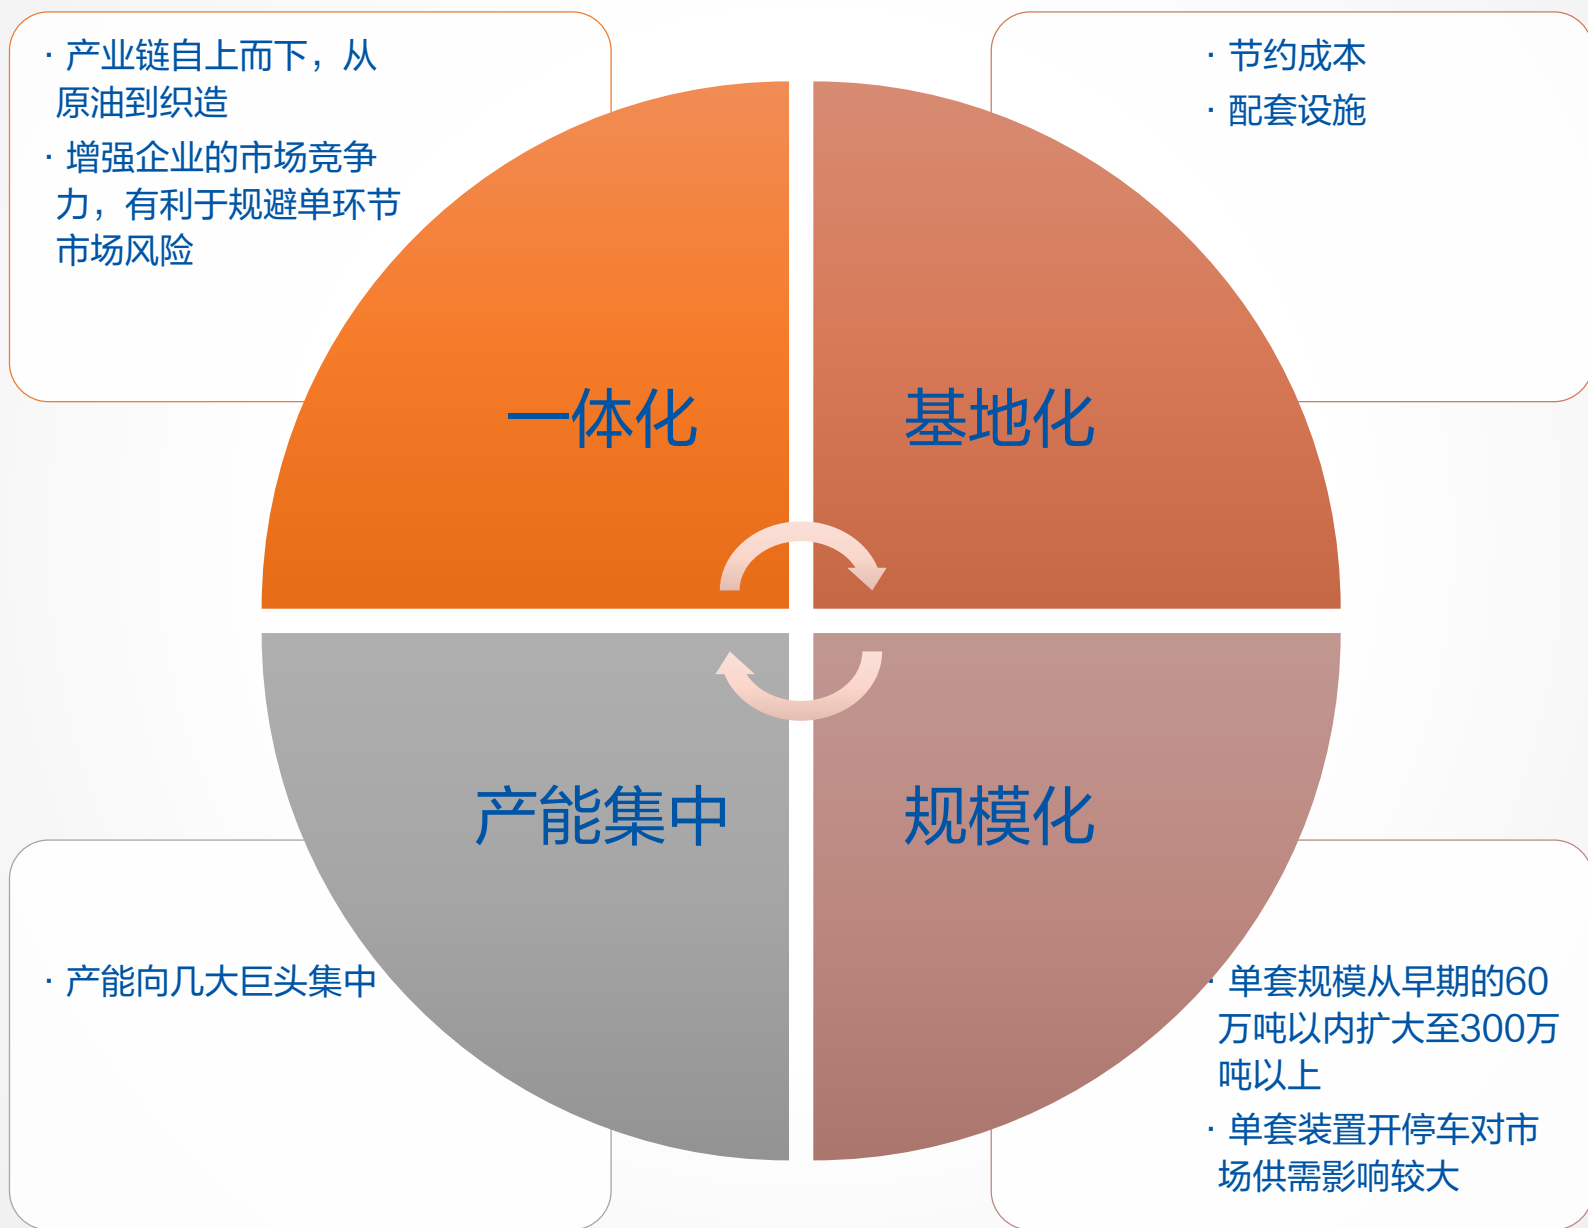 · 产业链自上而下，从
原油到织造
· 增强企业的市场竞争
力，有利于规避单环节
市场风险
· 节约成本
· 配套设施
一体化
基地化
产能集中
规模化
· 产能向几大巨头集中
· 单套规模从早期的60
万吨以内扩大至300万
吨以上
· 单套装置开停车对市
场供需影响较大